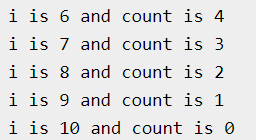 i is 6 and count is 4
i is 7 and count is 3
i is 8 and count is 2
i is 9 and count is 1
i is 10 and count is 0